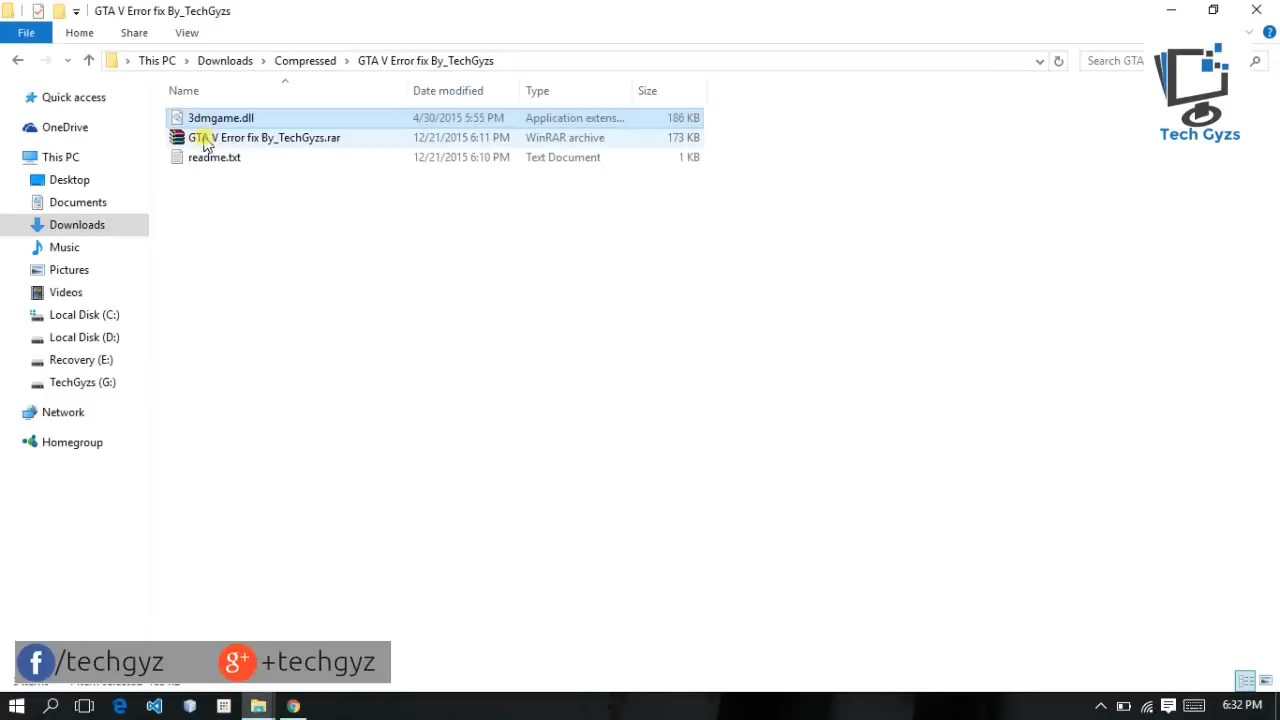 GTA V Error fix By_TechGyzs
File Home Share View
This PC > Downloads > Compressed > GTA V Error fix By_TechGyzs
Search GTA
Tech Gyzs
Name Date modified Type Size
3dmgame.dll 4/30/2015 5:55 PM Application extens... 186 KB
GTA V Error fix By_TechGyzs.rar 12/21/2015 6:11 PM WinRAR archive 173 KB
readme.txt 12/21/2015 6:10 PM Text Document 1 KB
Quick access
OneDrive
This PC
Desktop
Documents
Downloads
Music
Pictures
Videos
Local Disk (C:)
Local Disk (D:)
Recovery (E:)
TechGyzs (G:)
Network
Homegroup
f/techgyz g+ +techgyz
6:32 PM